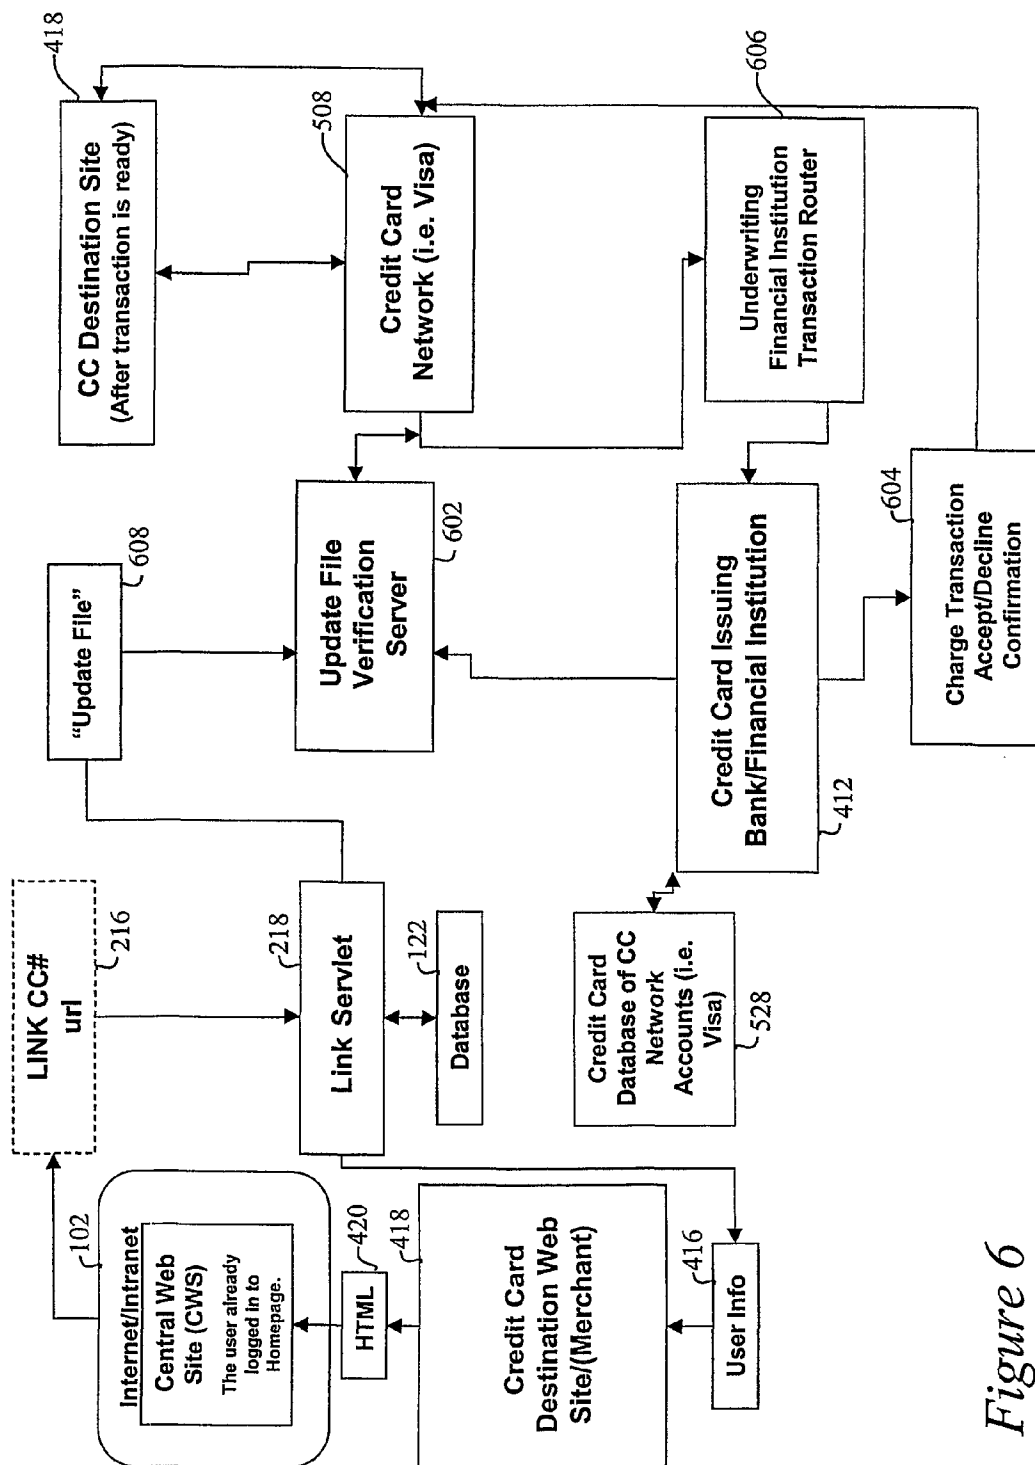 Internet/Intranet
102
Central Web
Site (CWS)
The user already
logged in to
Homepage.
HTML
420
Credit Card
Destination Web
Site/(Merchant)
418
User Info
416
LINK CC#
url
216
Link Servlet
218
Database
122
Credit Card
Database of CC
Network
Accounts (i.e.
Visa)
528
"Update File"
608
Update File
Verification
Server
602
Credit Card Issuing
Bank/Financial Institution
412
CC Destination Site
(After transaction is ready)
418
Credit Card
Network (i.e. Visa)
508
Underwriting
Financial Institution
Transaction Router
606
Charge Transaction
Accept/Decline
Confirmation
604
Figure 6